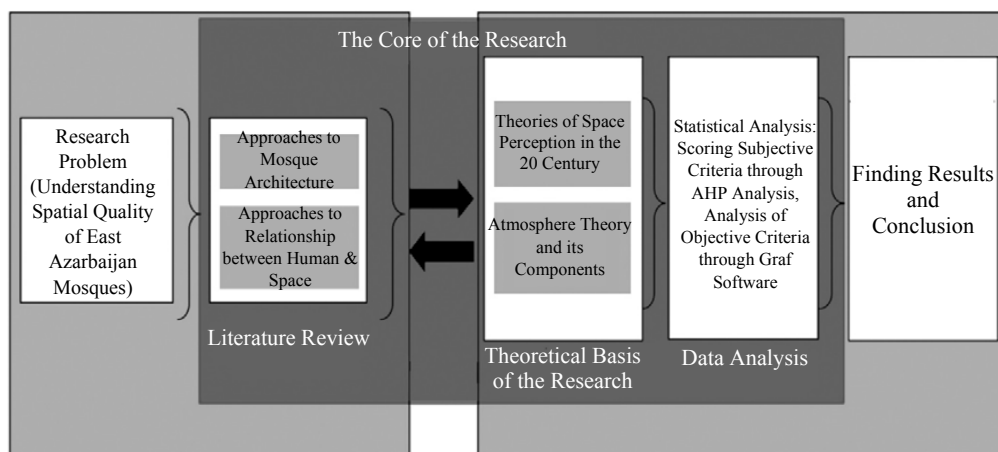 The Core of the Research
Research
Problem
(Understanding
Spatial Quality
of East
Azarbaijan
Mosques)
Approaches to
Mosque
Architecture
Approaches to
Relationship
between Human &
Space
Literature Review
Theories of Space
Perception in the
20 Century
Atmosphere Theory
and its
Components
Theoretical Basis
of the Research
Statistical Analysis:
Scoring Subjective
Criteria through
AHP Analysis,
Analysis of
Objective Criteria
through Graf
Software
Data Analysis
Finding Results
and
Conclusion